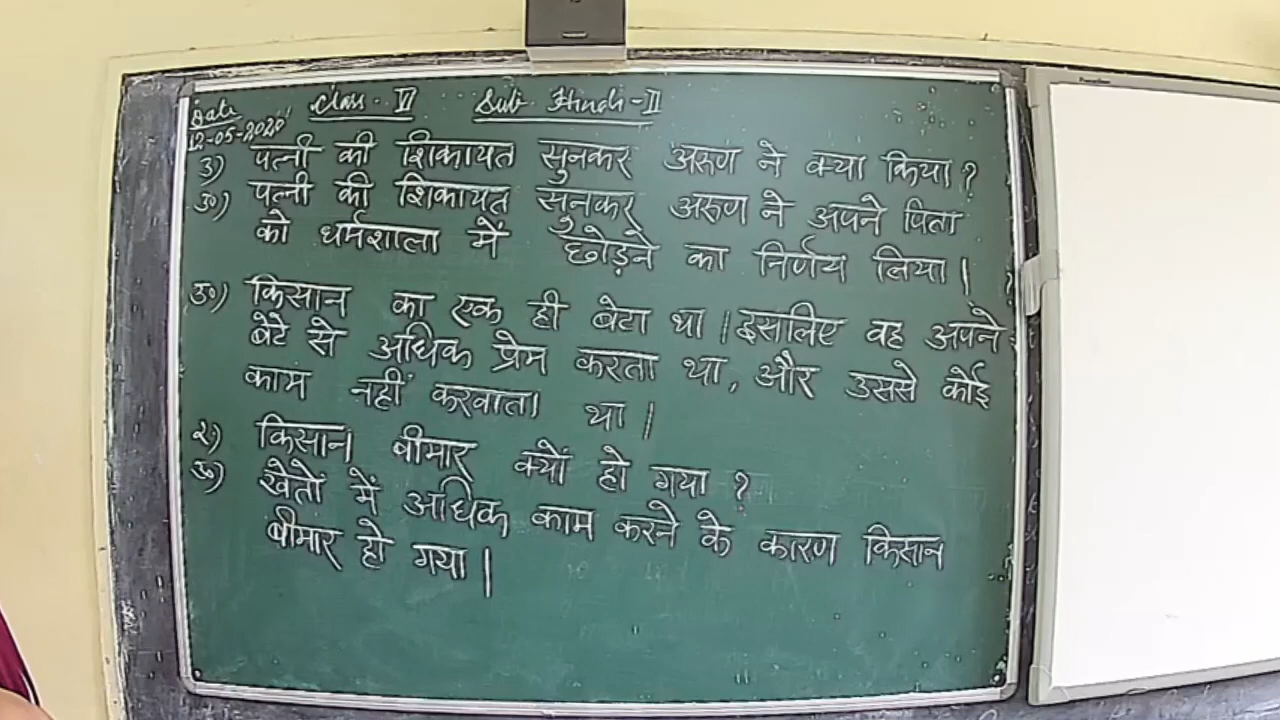 Date Class - VI Sub - Hindi - II
12-05-2020
3) पत्नी की शिकायत सुनकर अरुण ने क्या किया?
उ०) पत्नी की शिकायत सुनकर अरुण ने अपने पिता
को धर्मशाला में छोड़ने का निर्णय लिया।
उ०) किसान का एक ही बेटा था। इसलिए वह अपने
बेटे से अधिक प्रेम करता था, और उससे कोई
काम नहीं करवाता था।
२) किसान बीमार क्यों हो गया?
उ०) खेतो में अधिक काम करने के कारण किसान
बीमार हो गया।